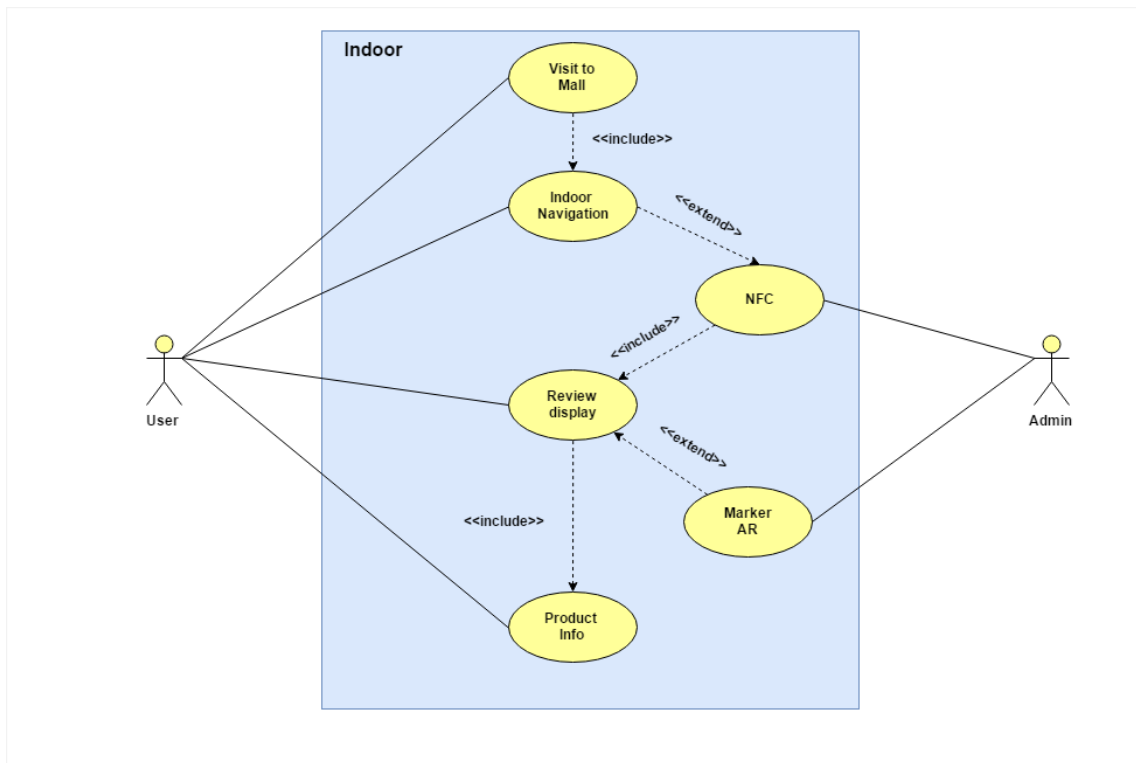 Indoor
Visit to
Mall
<<include>>
Indoor
Navigation
<<extend>>
NFC
<<include>>
Review
display
User
Admin
<<extend>>
Marker
AR
<<include>>
Product
Info